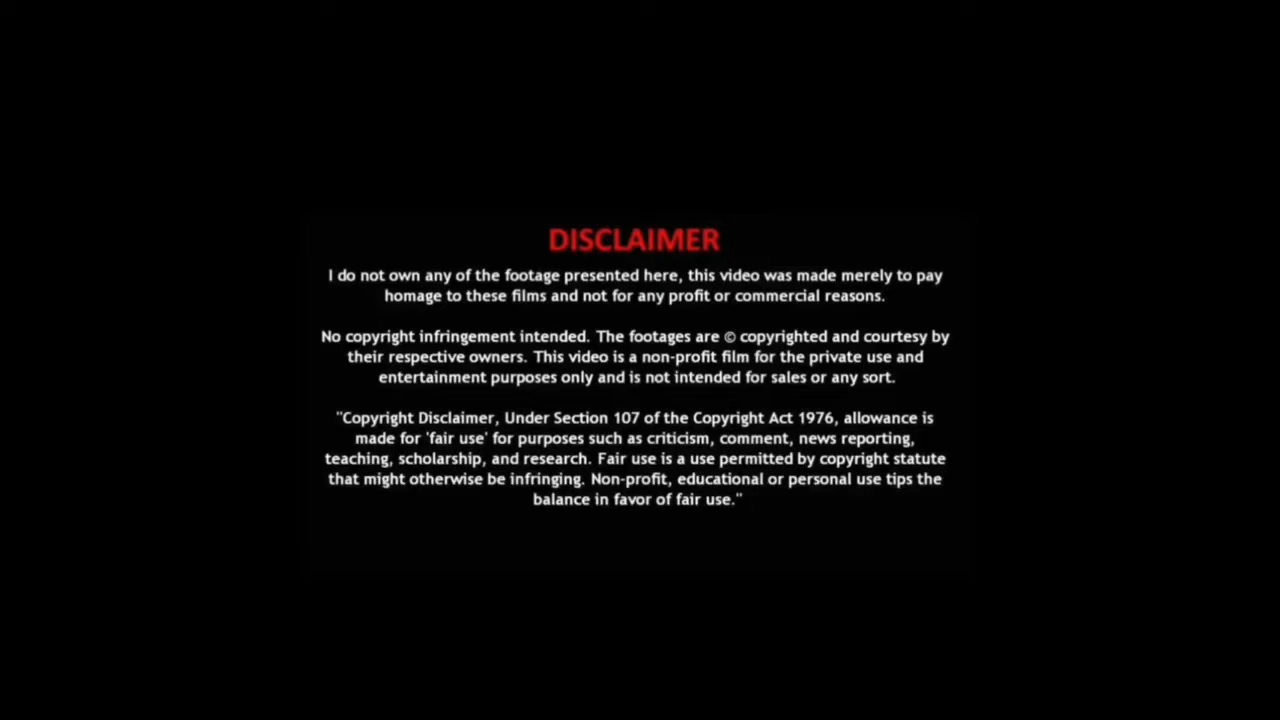 DISCLAIMER
I do not own any of the footage presented here, this video was made merely to pay
homage to these films and not for any profit or commercial reasons.
No copyright infringement intended. The footages are © copyrighted and courtesy by
their respective owners. This video is a non-profit film for the private use and
entertainment purposes only and is not intended for sales or any sort.
"Copyright Disclaimer, Under Section 107 of the Copyright Act 1976, allowance is
made for 'fair use' for purposes such as criticism, comment, news reporting,
teaching, scholarship, and research. Fair use is a use permitted by copyright statute
that might otherwise be infringing. Non-profit, educational or personal use tips the
balance in favor of fair use."